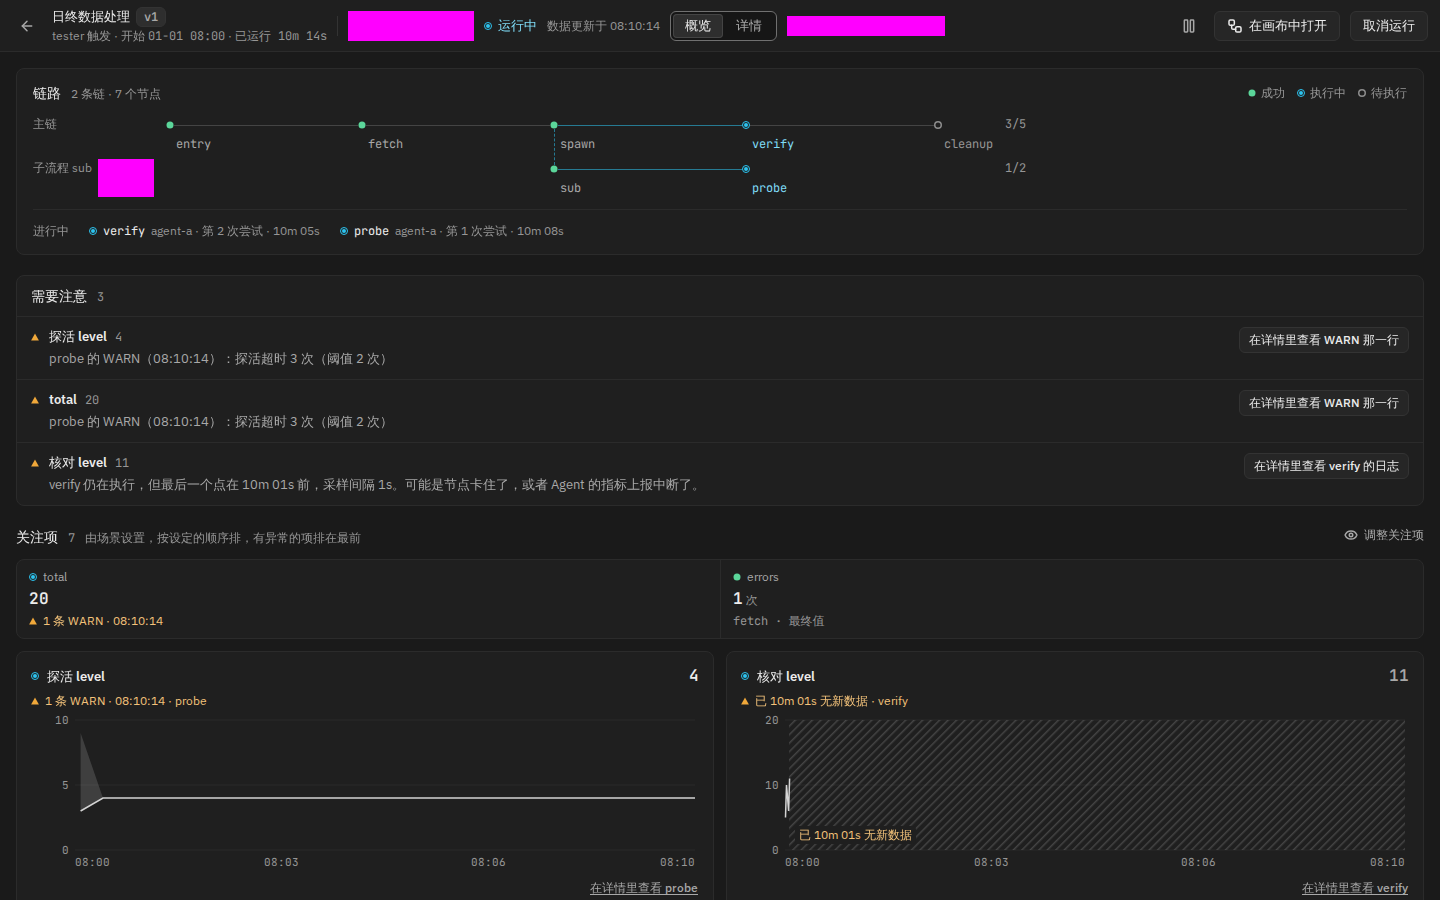 日终数据处理 v1
tester 触发 · 开始 01-01 08:00 · 已运行 10m 14s
运行中 数据更新于 08:10:14 概览 详情
在画布中打开 取消运行
链路 2 条链 · 7 个节点
成功 执行中 待执行
主链 3/5
entry fetch spawn verify cleanup
子流程 sub 1/2
sub probe
进行中 verify agent-a · 第 2 次尝试 · 10m 05s probe agent-a · 第 1 次尝试 · 10m 08s
需要注意 3
探活 level 4
在详情里查看 WARN 那一行
probe 的 WARN（08:10:14）：探活超时 3 次（阈值 2 次）
total 20
在详情里查看 WARN 那一行
probe 的 WARN（08:10:14）：探活超时 3 次（阈值 2 次）
核对 level 11
在详情里查看 verify 的日志
verify 仍在执行，但最后一个点在 10m 01s 前，采样间隔 1s。可能是节点卡住了，或者 Agent 的指标上报中断了。
关注项 7 由场景设置，按设定的顺序排，有异常的项排在最前
调整关注项
total
20
1 条 WARN · 08:10:14
errors
1 次
fetch · 最终值
探活 level 4
1 条 WARN · 08:10:14 · probe
10
5
0
08:00 08:03 08:06 08:10
在详情里查看 probe
核对 level 11
已 10m 01s 无新数据 · verify
20
10
已 10m 01s 无新数据
0
08:00 08:03 08:06 08:10
在详情里查看 verify